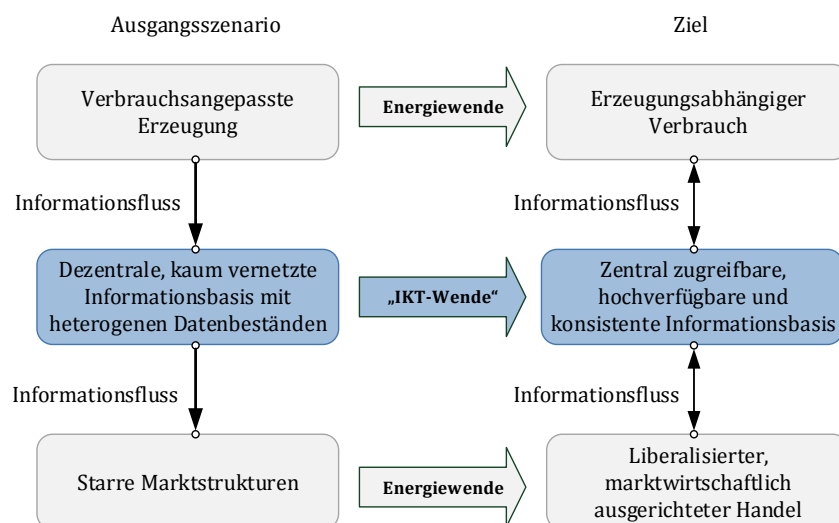 Ausgangsszenario
Ziel
Verbrauchsangepasste
Erzeugung
Energiewende
Erzeugungsabhängiger
Verbrauch
Informationsfluss
Informationsfluss
Dezentrale, kaum vernetzte
Informationsbasis mit
heterogenen Datenbeständen
„IKT-Wende“
Zentral zugreifbare,
hochverfügbare und
konsistente Informationsbasis
Informationsfluss
Informationsfluss
Starre Marktstrukturen
Energiewende
Liberalisierter,
marktwirtschaftlich
ausgerichteter Handel